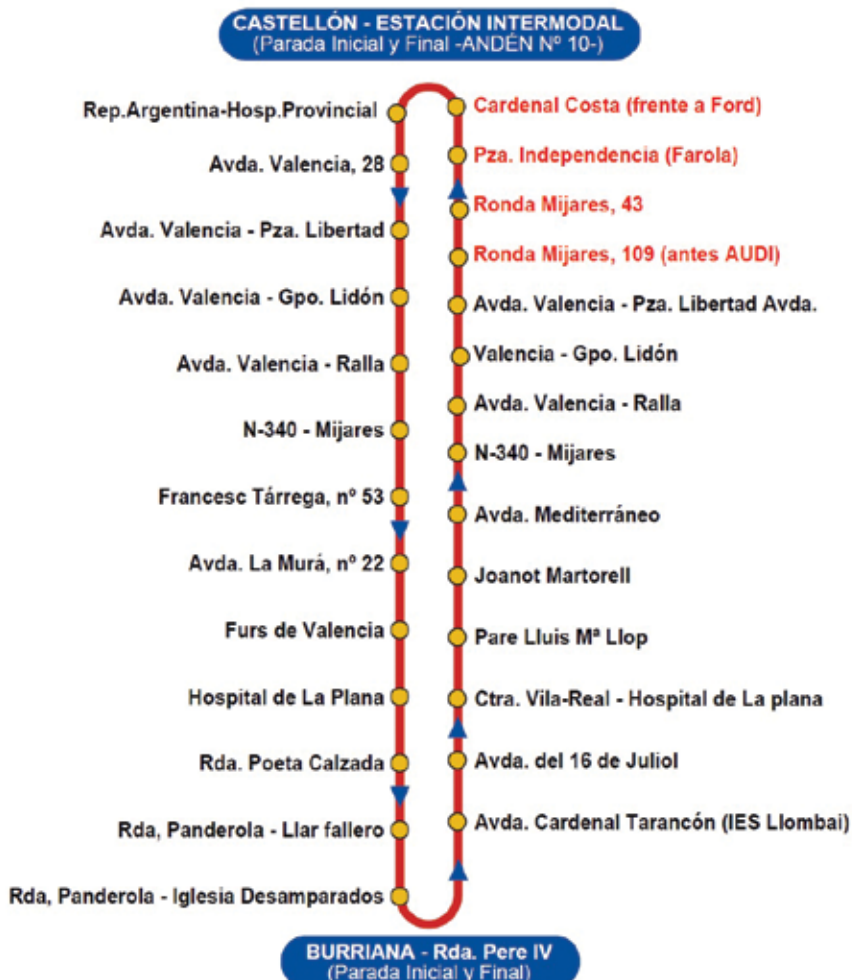 CASTELLÓN - ESTACIÓN INTERMODAL
(Parada Inicial y Final -ANDÉN Nº 10-)
Rep.Argentina-Hosp.Provincial
Avda. Valencia, 28
Avda. Valencia - Pza. Libertad
Avda. Valencia - Gpo. Lidón
Avda. Valencia - Ralla
N-340 - Mijares
Francesc Tárrega, nº 53
Avda. La Murá, nº 22
Furs de Valencia
Hospital de La Plana
Rda. Poeta Calzada
Rda, Panderola - Llar fallero
Rda, Panderola - Iglesia Desamparados
Cardenal Costa (frente a Ford)
Pza. Independencia (Farola)
Ronda Mijares, 43
Ronda Mijares, 109 (antes AUDI)
Avda. Valencia - Pza. Libertad Avda.
Valencia - Gpo. Lidón
Avda. Valencia - Ralla
N-340 - Mijares
Avda. Mediterráneo
Joanot Martorell
Pare Lluis Mª Llop
Ctra. Vila-Real - Hospital de La plana
Avda. del 16 de Juliol
Avda. Cardenal Tarancón (IES Llombai)
BURRIANA - Rda. Pere IV
(Parada Inicial y Final)